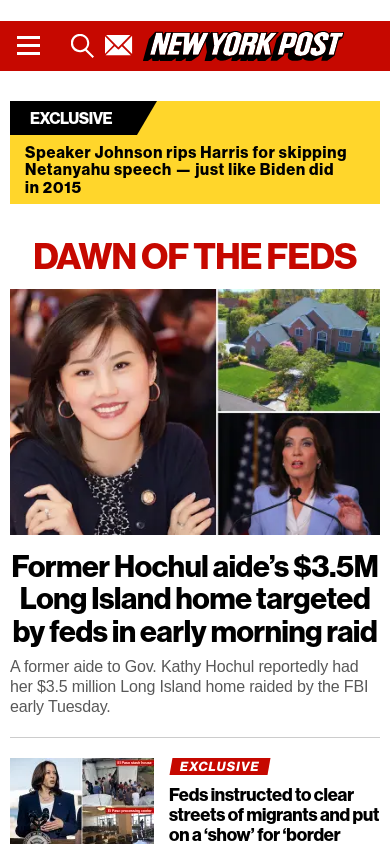 NEW YORK POST
EXCLUSIVE
Speaker Johnson rips Harris for skipping
Netanyahu speech — just like Biden did
in 2015
DAWN OF THE FEDS
Former Hochul aide’s $3.5M
Long Island home targeted
by feds in early morning raid
A former aide to Gov. Kathy Hochul reportedly had
her $3.5 million Long Island home raided by the FBI
early Tuesday.
EXCLUSIVE
Feds instructed to clear
streets of migrants and put
on a ‘show’ for ‘border